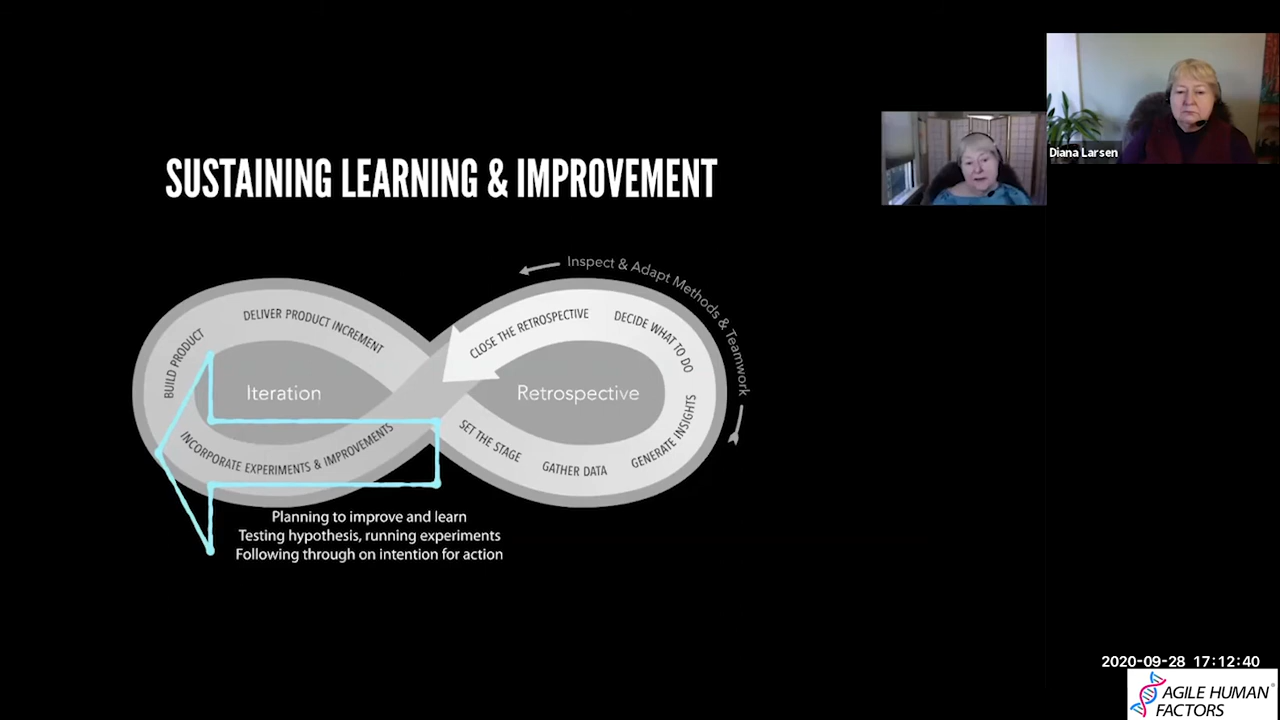 SUSTAINING LEARNING & IMPROVEMENT
Diana Larsen
Inspect & Adapt Methods & Teamwork
DELIVER PRODUCT INCREMENT
BUILD PRODUCT
Iteration
INCORPORATE EXPERIMENTS & IMPROVEMENTS
CLOSE THE RETROSPECTIVE
DECIDE WHAT TO DO
Retrospective
SET THE STAGE
GATHER DATA
GENERATE INSIGHTS
Planning to improve and learn
Testing hypothesis, running experiments
Following through on intention for action
2020-09-28 17:12:40
AGILE HUMAN
FACTORS